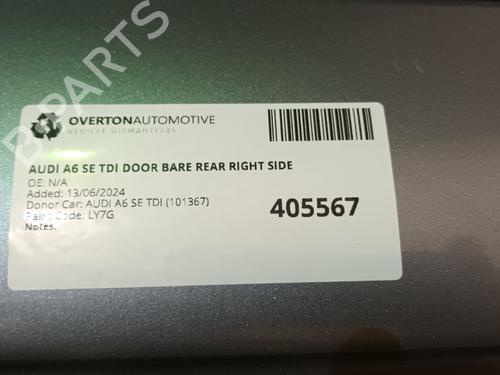 B-PARTS
OVERTONAUTOMOTIVE
VEHICLE DISMANTLERS
AUDI A6 SE TDI DOOR BARE REAR RIGHT SIDE
OE: N/A
Added: 13/06/2024
Donor Car: AUDI A6 SE TDI (101367)
Paint Code: LY7G
Notes:
405567